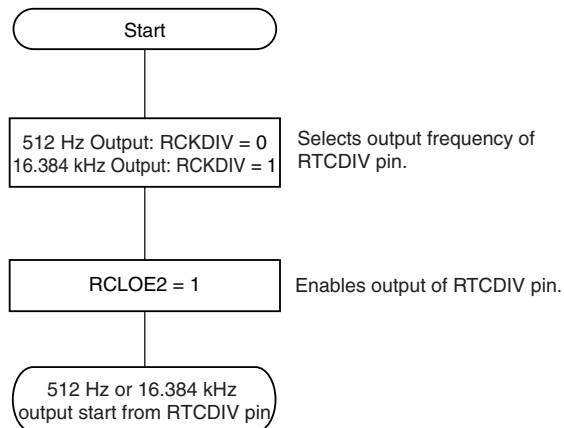 Start
512 Hz Output: RCKDIV = 0
16.384 kHz Output: RCKDIV = 1
Selects output frequency of
RTCDIV pin.
RCLOE2 = 1
Enables output of RTCDIV pin.
512 Hz or 16.384 kHz
output start from RTCDIV pin